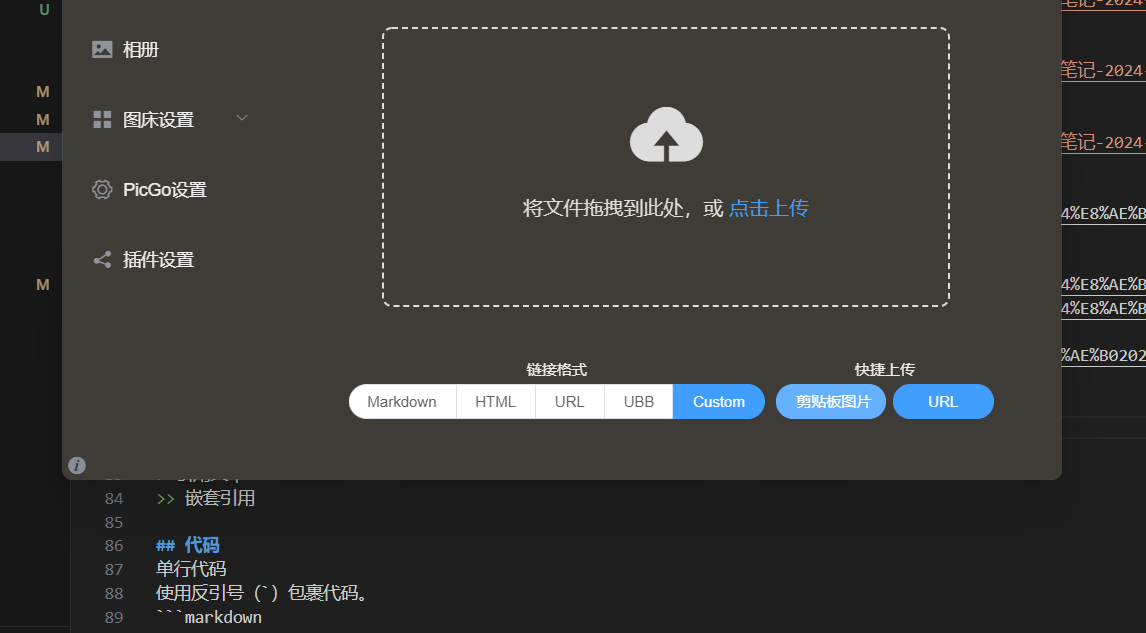 U
相册
笔记-2024-
M
图床设置
M
M
笔记-2024-
PicGo设置
将文件拖拽到此处，或 点击上传
4%E8%AE%B
插件设置
M
4%E8%AE%B
4%E8%AE%B
%AE%B0202
链接格式
快捷上传
Markdown HTML URL UBB Custom 剪贴板图片 URL
84 >> 嵌套引用
85
86 ## 代码
87 单行代码
88 使用反引号（`）包裹代码。
89 ```markdown